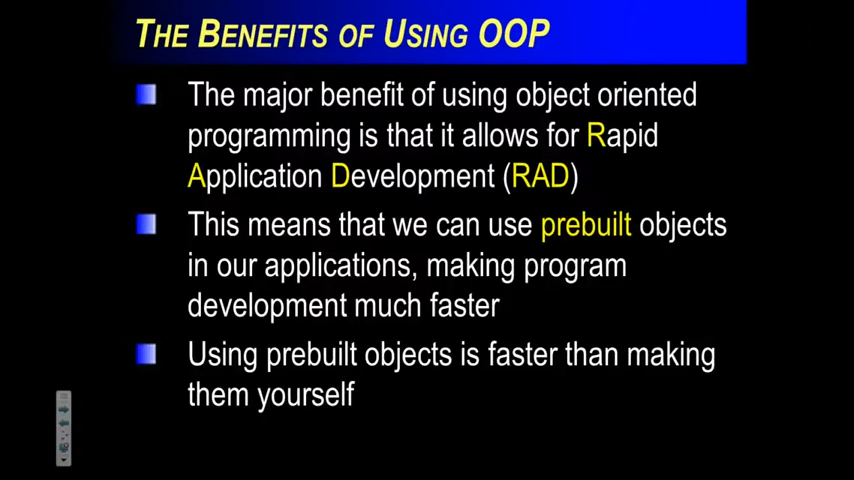 THE BENEFITS OF USING OOP
The major benefit of using object oriented
programming is that it allows for Rapid
Application Development (RAD)
This means that we can use prebuilt objects
in our applications, making program
development much faster
Using prebuilt objects is faster than making
them yourself